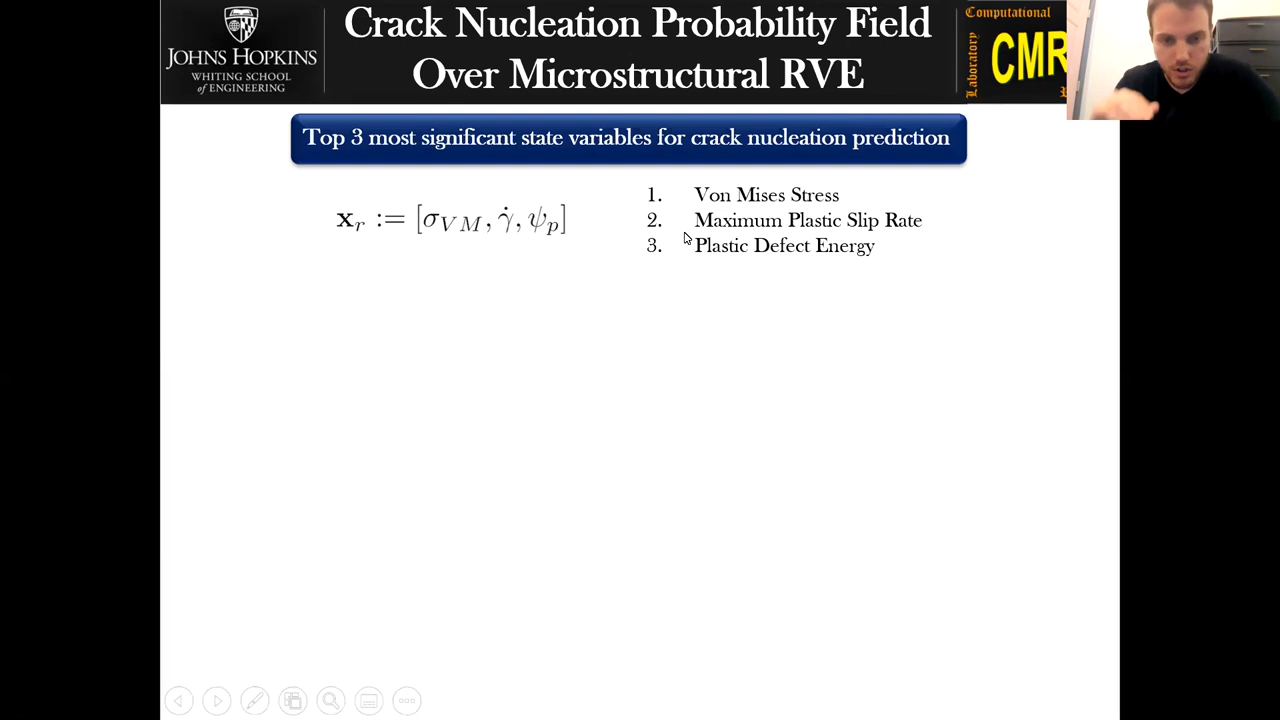 JOHNS HOPKINS
WHITING SCHOOL
of ENGINEERING
Crack Nucleation Probability Field
Over Microstructural RVE
Computational
Laboratory
CMR
Top 3 most significant state variables for crack nucleation prediction
𝐱_r := [σ_{VM}, γ̇, ψ_p]
1. Von Mises Stress
2. Maximum Plastic Slip Rate
3. Plastic Defect Energy